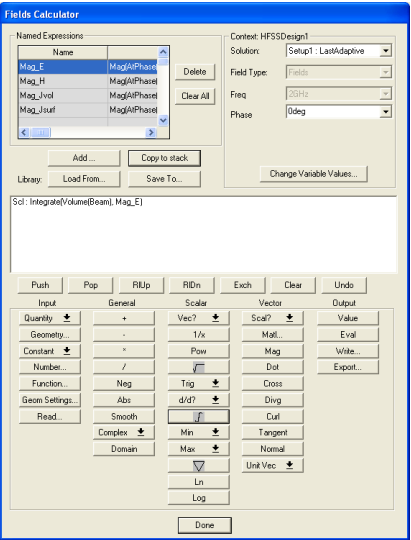 Fields Calculator
Named Expressions
Name
Mag_E Mag(AtPhase(
Mag_H Mag(AtPhase(
Mag_Jvol Mag(AtPhase(
Mag_Jsurf Mag(AtPhase(
Delete
Clear All
Context: HFSSDesign1
Solution: Setup1 : LastAdaptive
Field Type: Fields
Freq 2GHz
Phase 0deg
Add ... Copy to stack
Library: Load From... Save To...
Change Variable Values...
Scl : Integrate(Volume(Beam), Mag_E)
Push Pop RlUp RlDn Exch Clear Undo
Input General Scalar Vector Output
Quantity + Vec? Scal? Value
Geometry... - 1/x Matl... Eval
Constant * Pow Mag Write...
Number... / √ Dot Export...
Function... Neg Trig Cross
Geom Settings... Abs d/d? Divg
Read... Smooth ∫ Curl
Complex Min Tangent
Domain Max Normal
▽ Unit Vec
Ln
Log
Done